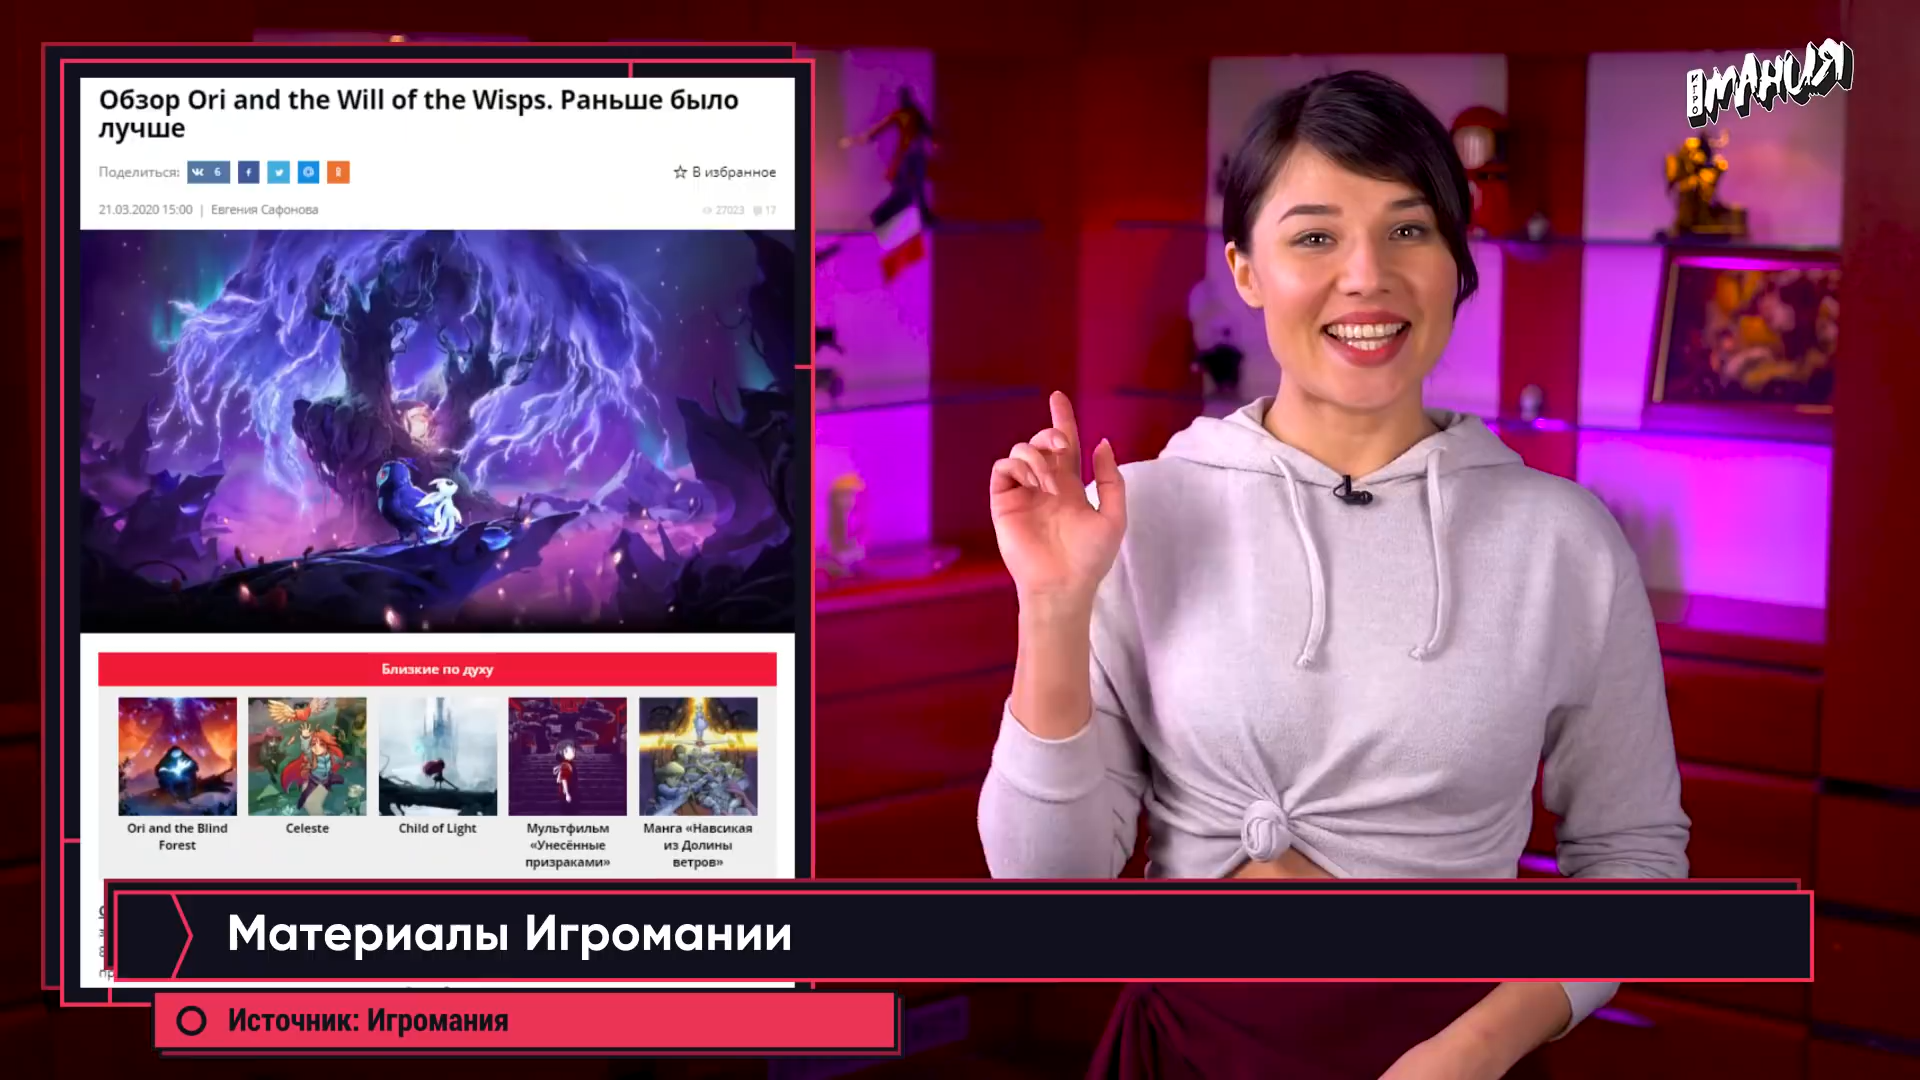 Обзор Ori and the Will of the Wisps. Раньше было
лучше
Поделиться: 6
В избранное
21.03.2020 15:00 | Евгения Сафонова
27023 17
ИГРО
МАНИЯ
Близкие по духу
Ori and the Blind
Forest
Celeste
Child of Light
Мультфильм
«Унесённые
призраками»
Манга «Навсикая
из Долины
ветров»
Материалы Игромании
Источник: Игромания